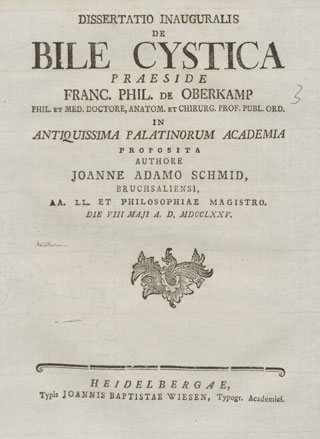 DISSERTATIO INAUGURALIS
DE
BILE CYSTICA
PRAESIDE
FRANC. PHIL. DE OBERKAMP
PHIL. ET MED. DOCTORE, ANATOM. ET CHIRURG. PROF. PUBL. ORD.
3
IN
ANTIQUISSIMA PALATINORUM ACADEMIA
PROPOSITA
AUTHORE
JOANNE ADAMO SCHMID,
BRUCHSALIENSI,
AA. LL. ET PHILOSOPHIAE MAGISTRO.
DIE VIII MAJI A. D. MDCCLXXV.
HEIDELBERGAE,
Typis JOANNIS BAPTISTAE WIESEN, Typogr. Academici.